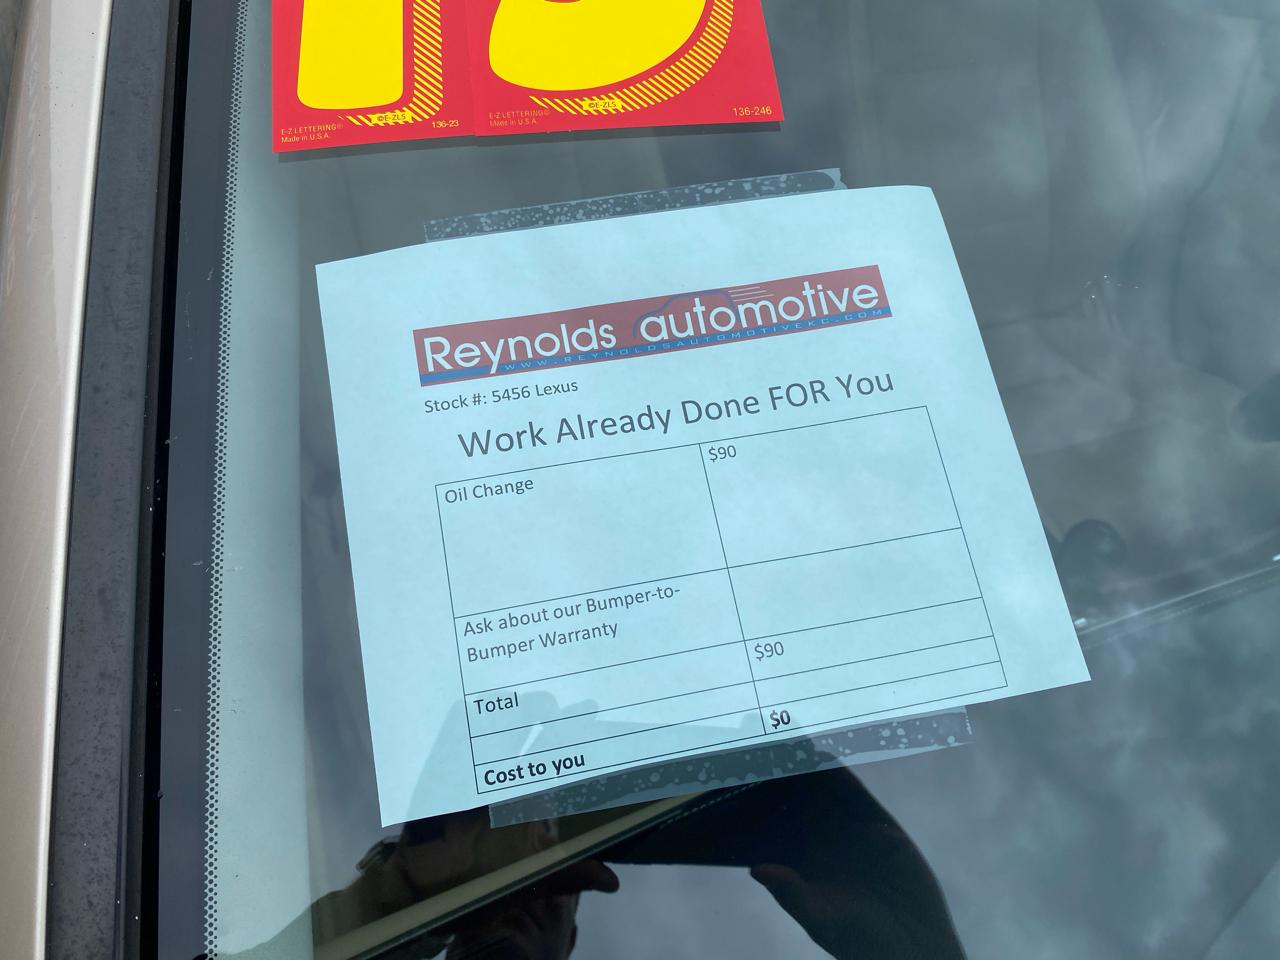 ©E-ZLS
E-Z LETTERING®
Made in U.S.A.
136-23
©E-ZLS
E-Z LETTERING®
Made in U.S.A.
136-246
Reynolds automotive
WWW.REYNOLDSAUTOMOTIVEKC.COM
Stock #: 5456 Lexus
Work Already Done FOR You
Oil Change $90
Ask about our Bumper-to-
Bumper Warranty
Total $90
Cost to you $0